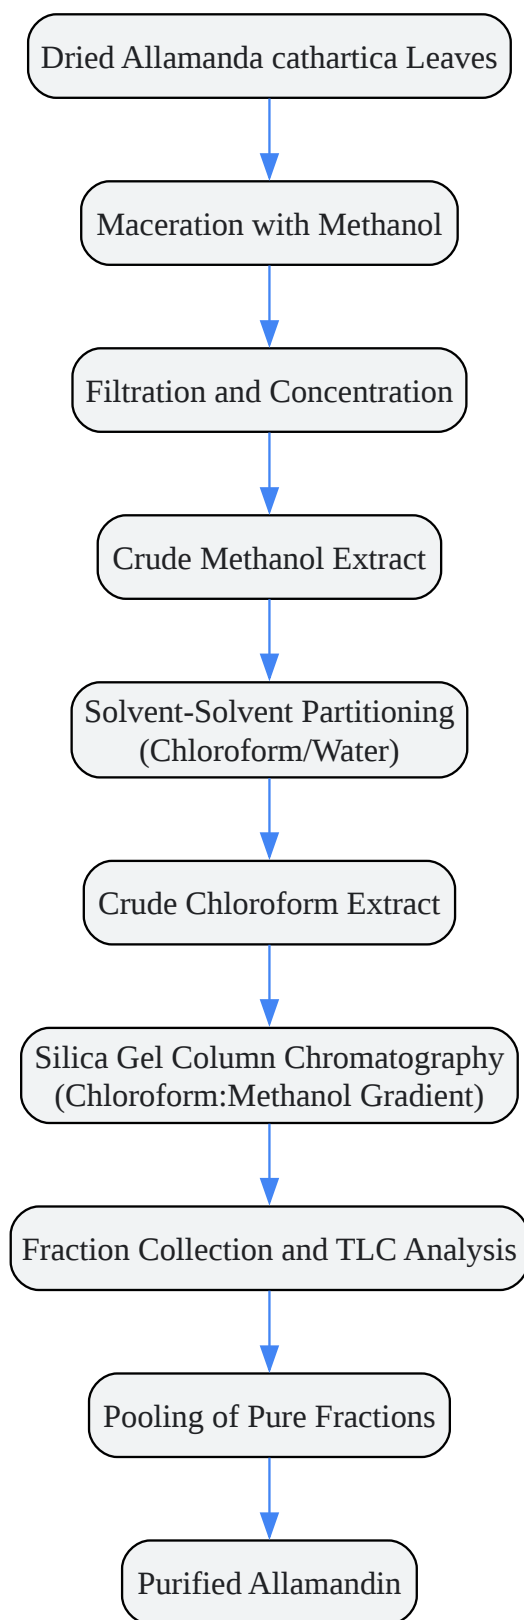 Dried Allamanda cathartica Leaves
Maceration with Methanol
Filtration and Concentration
Crude Methanol Extract
Solvent-Solvent Partitioning
(Chloroform/Water)
Crude Chloroform Extract
Silica Gel Column Chromatography
(Chloroform:Methanol Gradient)
Fraction Collection and TLC Analysis
Pooling of Pure Fractions
Purified Allamandin